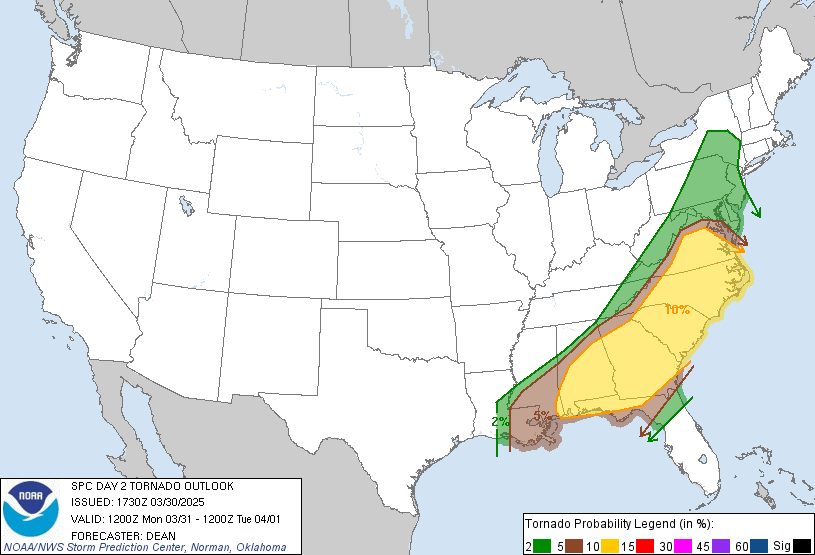 10%
5%
2%
NOAA
SPC DAY 2 TORNADO OUTLOOK
ISSUED: 1730Z 03/30/2025
VALID: 1200Z Mon 03/31 - 1200Z Tue 04/01
FORECASTER: DEAN
NOAA/NWS Storm Prediction Center, Norman, Oklahoma
Tornado Probability Legend (in %):
2 5 10 15 30 45 60 Sig